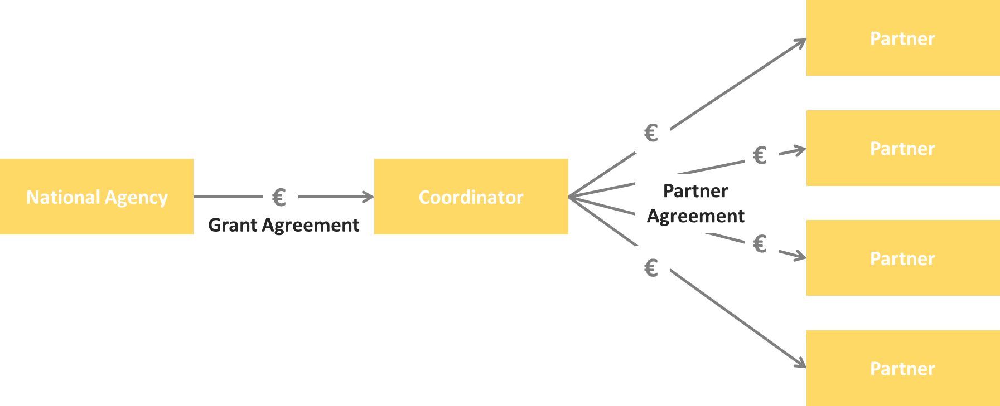 National Agency
€
Grant Agreement
Coordinator
€
€
Partner
Agreement
€
€
Partner
Partner
Partner
Partner